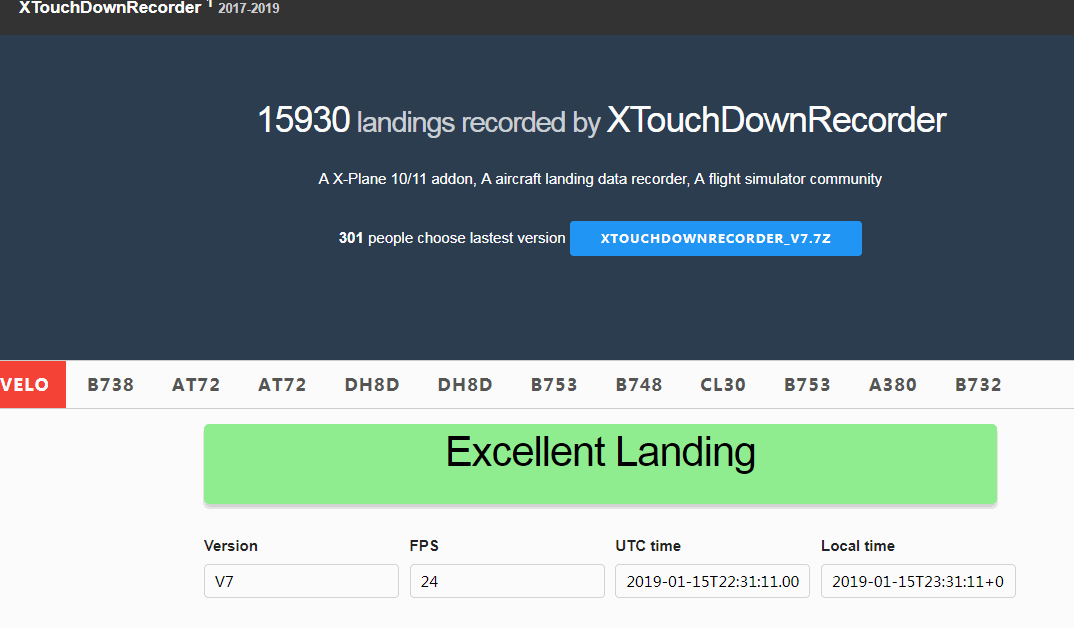 XTouchDownRecorder 1 2017-2019
15930 landings recorded by XTouchDownRecorder
A X-Plane 10/11 addon, A aircraft landing data recorder, A flight simulator community
301 people choose lastest version XTOUCHDOWNRECORDER_V7.7Z
VELO B738 AT72 AT72 DH8D DH8D B753 B748 CL30 B753 A380 B732
Excellent Landing
Version FPS UTC time Local time
V7 24 2019-01-15T22:31:11.00 2019-01-15T23:31:11+0